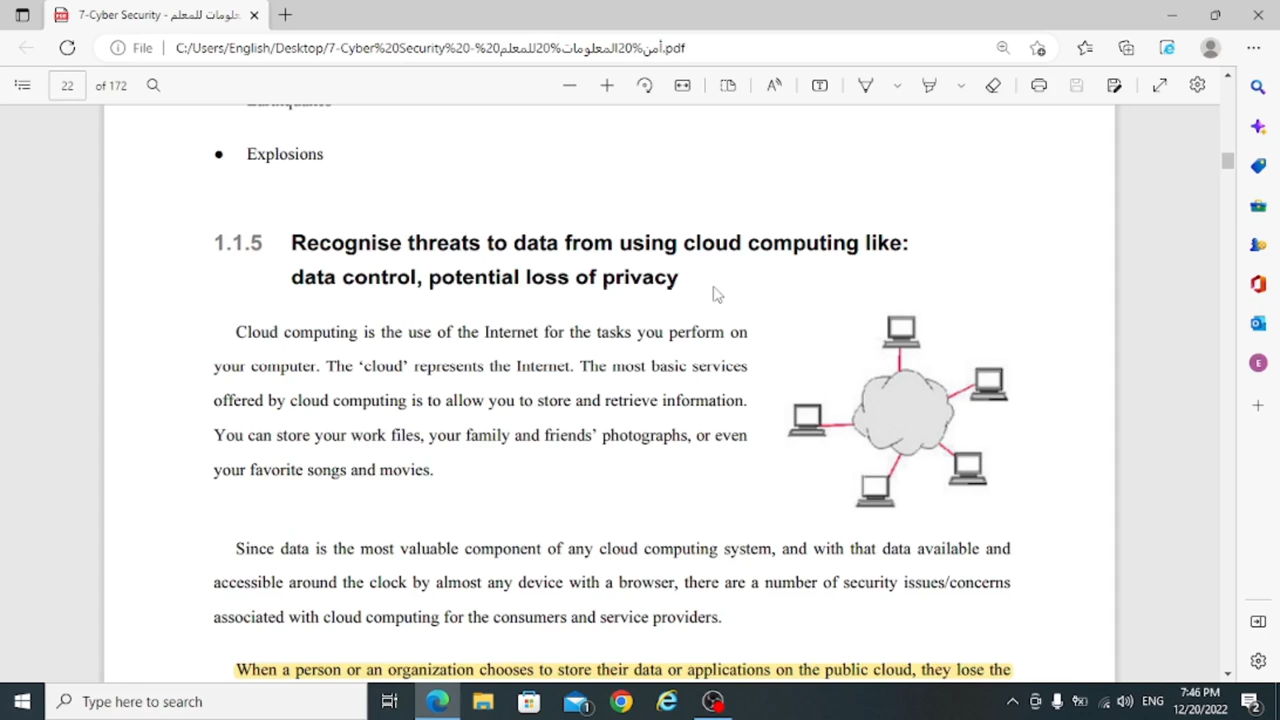 7-Cyber Security - أمن المعلومات للمعلم
File
C:/Users/English/Desktop/7-Cyber%20Security%20-%20أمن%20المعلومات%20للمعلم.pdf
22 of 172
Explosions
1.1.5 Recognise threats to data from using cloud computing like:
data control, potential loss of privacy
Cloud computing is the use of the Internet for the tasks you perform on
your computer. The ‘cloud’ represents the Internet. The most basic services
offered by cloud computing is to allow you to store and retrieve information.
You can store your work files, your family and friends’ photographs, or even
your favorite songs and movies.
Since data is the most valuable component of any cloud computing system, and with that data available and
accessible around the clock by almost any device with a browser, there are a number of security issues/concerns
associated with cloud computing for the consumers and service providers.
When a person or an organization chooses to store their data or applications on the public cloud, they lose the
Type here to search
1
ENG
7:46 PM
12/20/2022
2
E